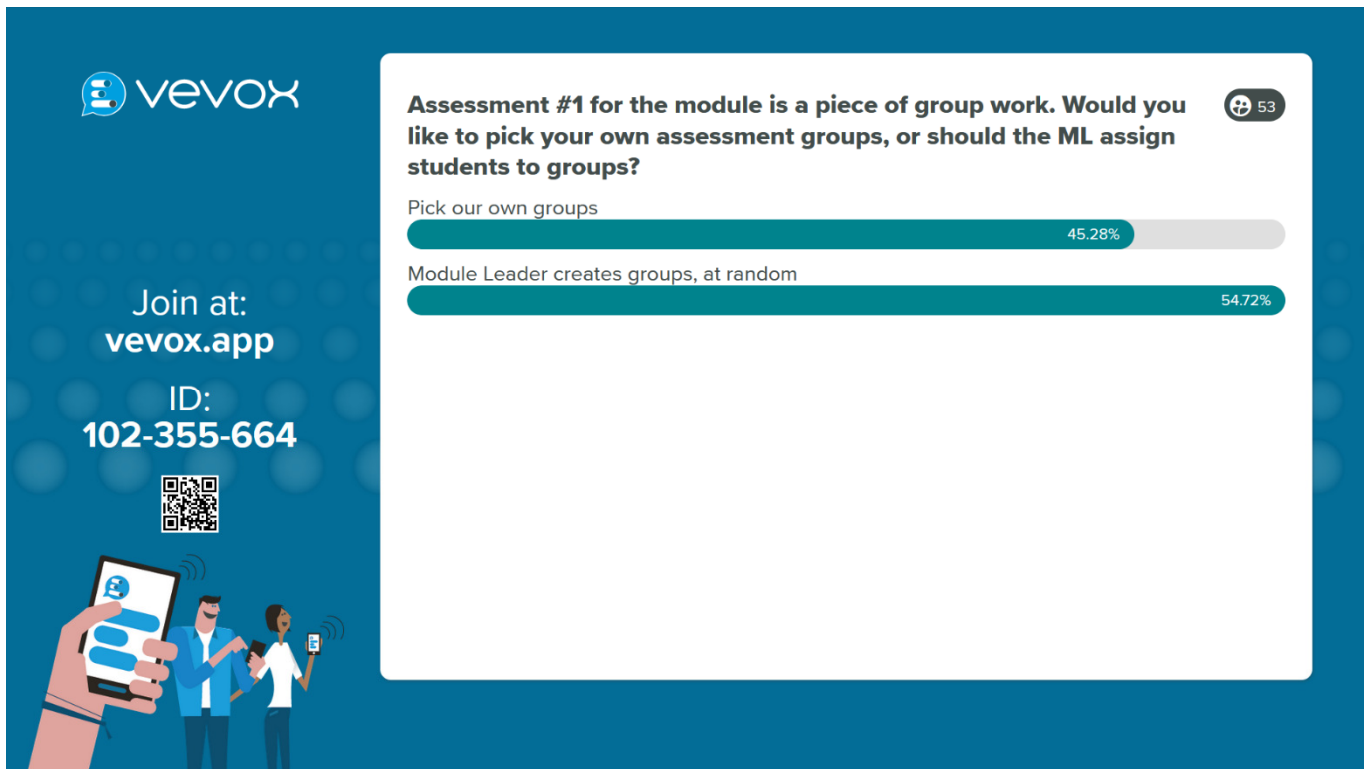 vevox
Assessment #1 for the module is a piece of group work. Would you
like to pick your own assessment groups, or should the ML assign
students to groups?
53
Pick our own groups
45.28%
Module Leader creates groups, at random
54.72%
Join at:
vevox.app
ID:
102-355-664